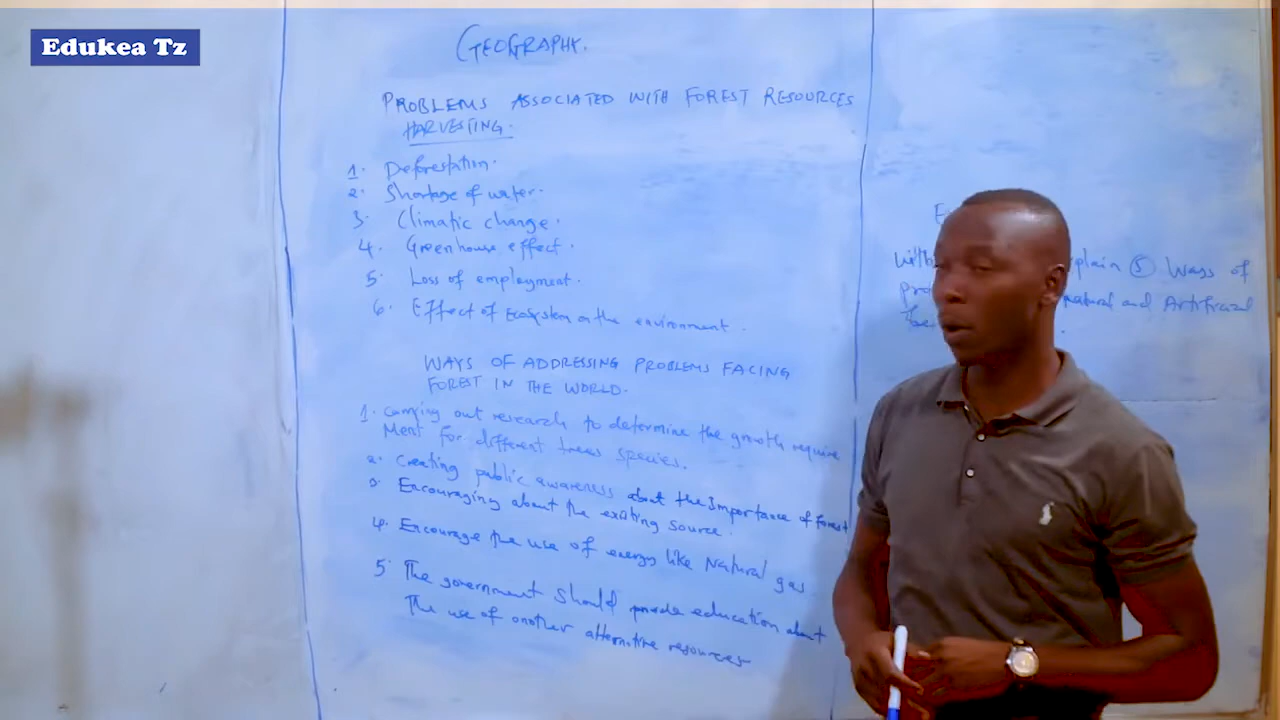 Edukea Tz
GEOGRAPHY.
PROBLEMS ASSOCIATED WITH FOREST RESOURCES
HARVESTING.
1. Deforestation.
2. Shortage of water.
3. Climatic change.
4. Greenhouse effect.
5. Loss of employment.
6. Effect of Ecosystem on the environment.
WAYS OF ADDRESSING PROBLEMS FACING
FOREST IN THE WORLD.
1. Carrying out research to determine the growth require
Ment for different trees species.
2. Creating public awareness about the Importance of Forest
3. Encouraging about the existing source.
4. Encourage the use of energy like Natural gas
5. The government should provide education about
The use of another alternative resources
With plain ⑤ Ways of
natural and Artificial